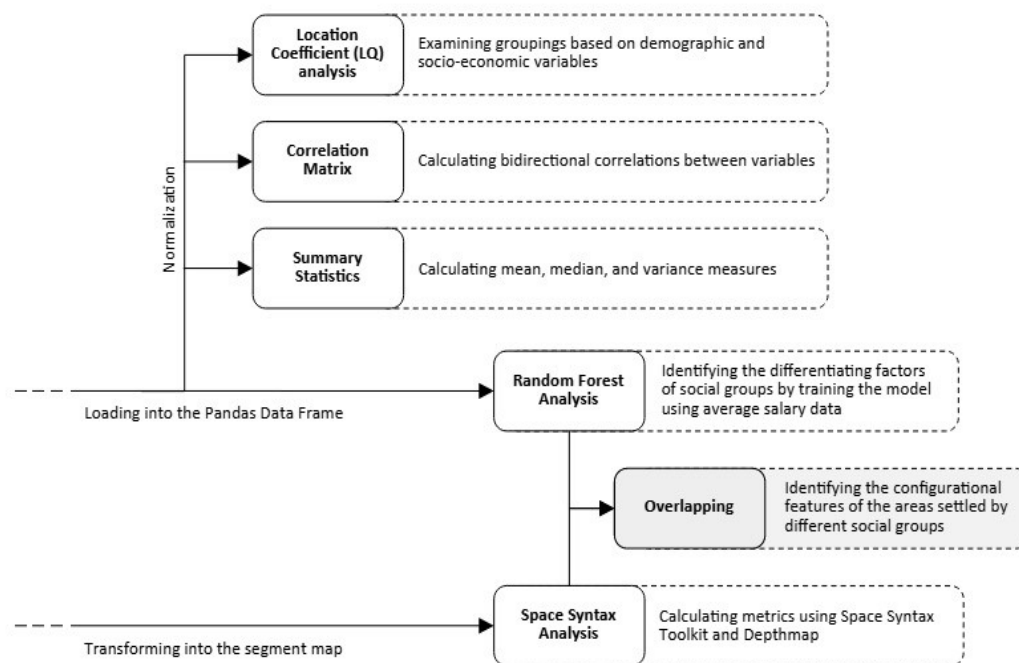 Location
Coefficient (LQ)
analysis
Examining groupings based on demographic and
socio-economic variables
Normalization
Correlation
Matrix
Calculating bidirectional correlations between variables
Summary
Statistics
Calculating mean, median, and variance measures
Loading into the Pandas Data Frame
Random Forest
Analysis
Identifying the differentiating factors
of social groups by training the model
using average salary data
Overlapping
Identifying the configurational
features of the areas settled by
different social groups
Transforming into the segment map
Space Syntax
Analysis
Calculating metrics using Space Syntax
Toolkit and Depthmap